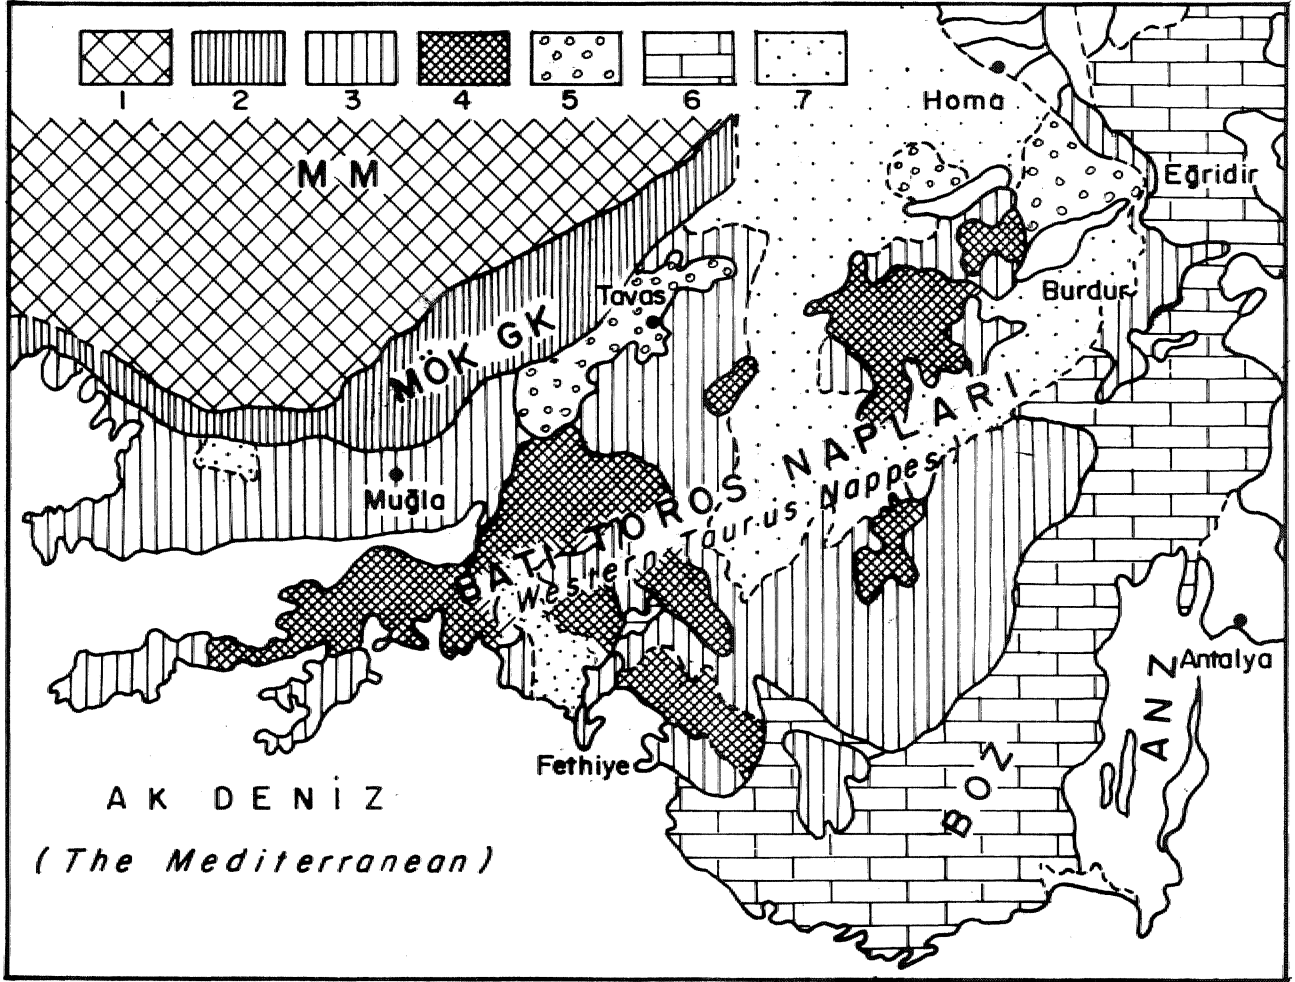 1 2 3 4 5 6 7
Homa
M M
Eğridir
Tavas
Burdur
MÖK GK
BATI TOROS NAPLARI
(Western Taurus Nappes)
Muğla
Antalya
ANZ
Fethiye
BOZ
AK DENİZ
(The Mediterranean)